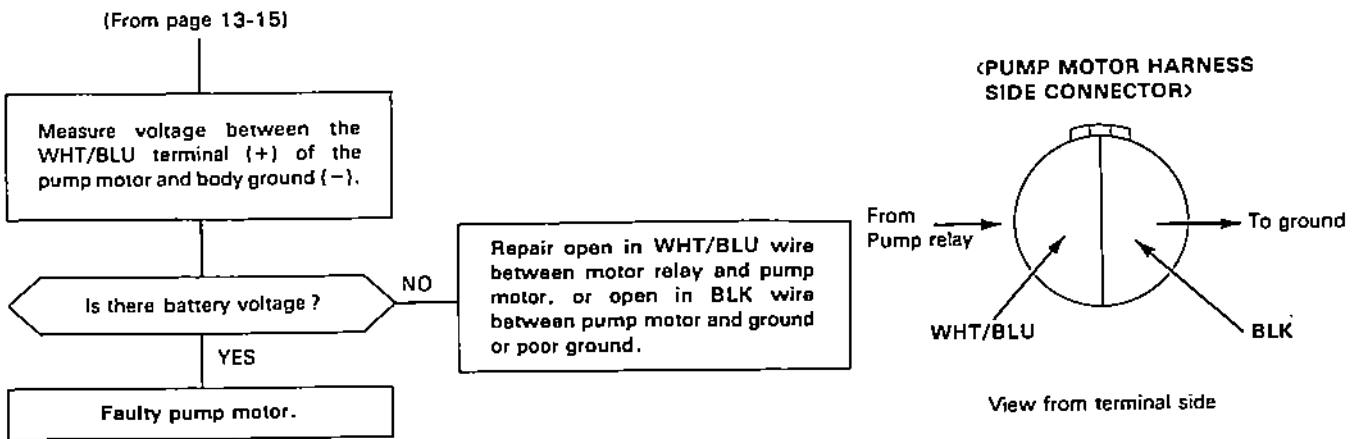 (From page 13-15)
Measure voltage between the
WHT/BLU terminal (+) of the
pump motor and body ground (−).
Is there battery voltage?
NO
YES
Faulty pump motor.
Repair open in WHT/BLU wire
between motor relay and pump
motor, or open in BLK wire
between pump motor and ground
or poor ground.
<PUMP MOTOR HARNESS
SIDE CONNECTOR>
From
Pump relay
To ground
WHT/BLU
BLK
View from terminal side